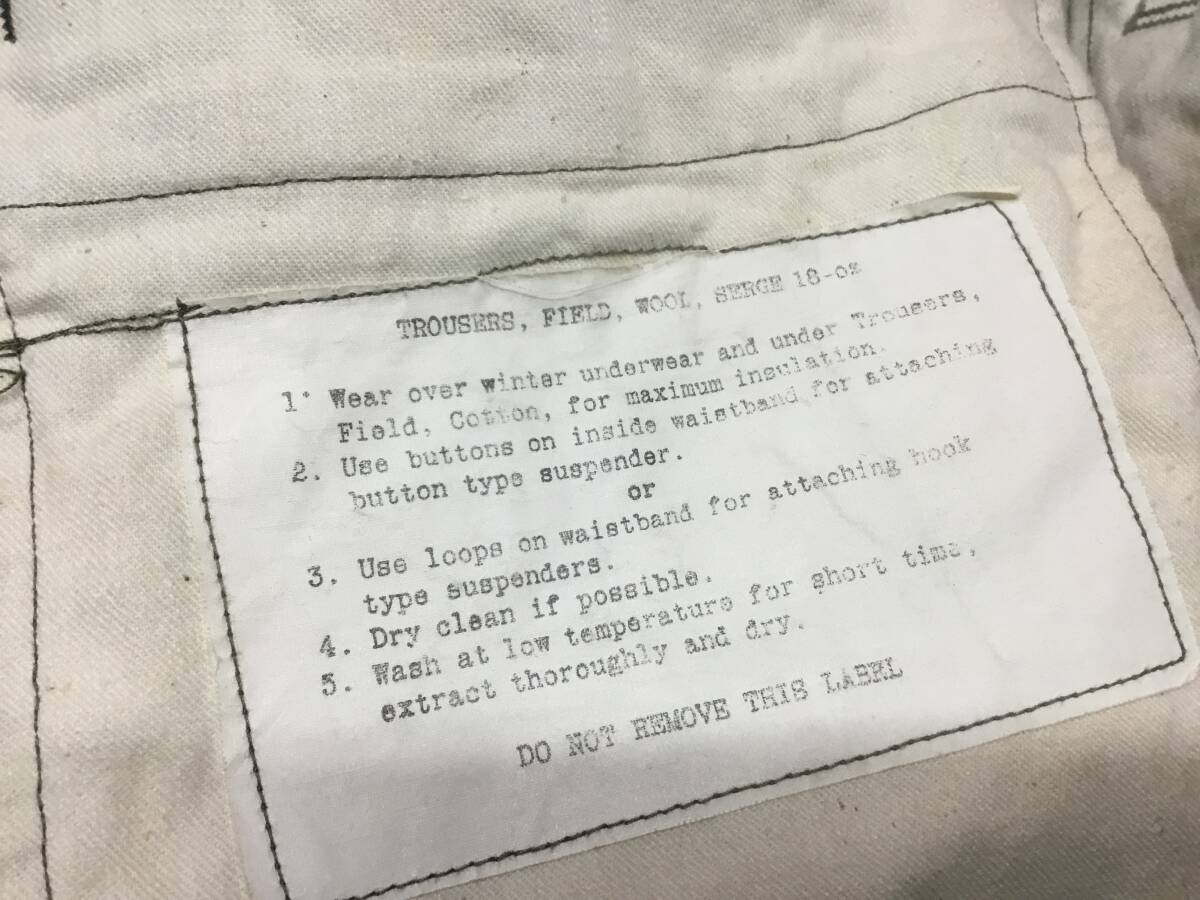 TROUSERS, FIELD, WOOL, SERGE 18-oz
1. Wear over winter underwear and under Trousers,
Field, Cotton, for maximum insulation.
2. Use buttons on inside waistband for attaching
button type suspender.
or
3. Use loops on waistband for attaching hook
type suspenders.
4. Dry clean if possible.
5. Wash at low temperature for short time,
extract thoroughly and dry.
DO NOT REMOVE THIS LABEL